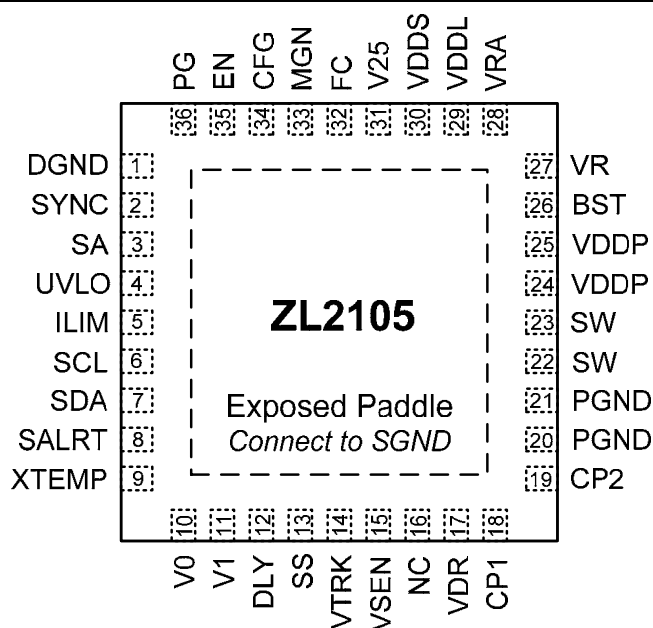 PG EN CFG MGN FC V25 VDDS VDDL VRA
36 35 34 33 32 31 30 29 28
DGND 1
SYNC 2
SA 3
UVLO 4
ILIM 5
SCL 6
SDA 7
SALRT 8
XTEMP 9
ZL2105
Exposed Paddle
Connect to SGND
27 VR
26 BST
25 VDDP
24 VDDP
23 SW
22 SW
21 PGND
20 PGND
19 CP2
10 11 12 13 14 15 16 17 18
V0 V1 DLY SS VTRK VSEN NC VDR CP1